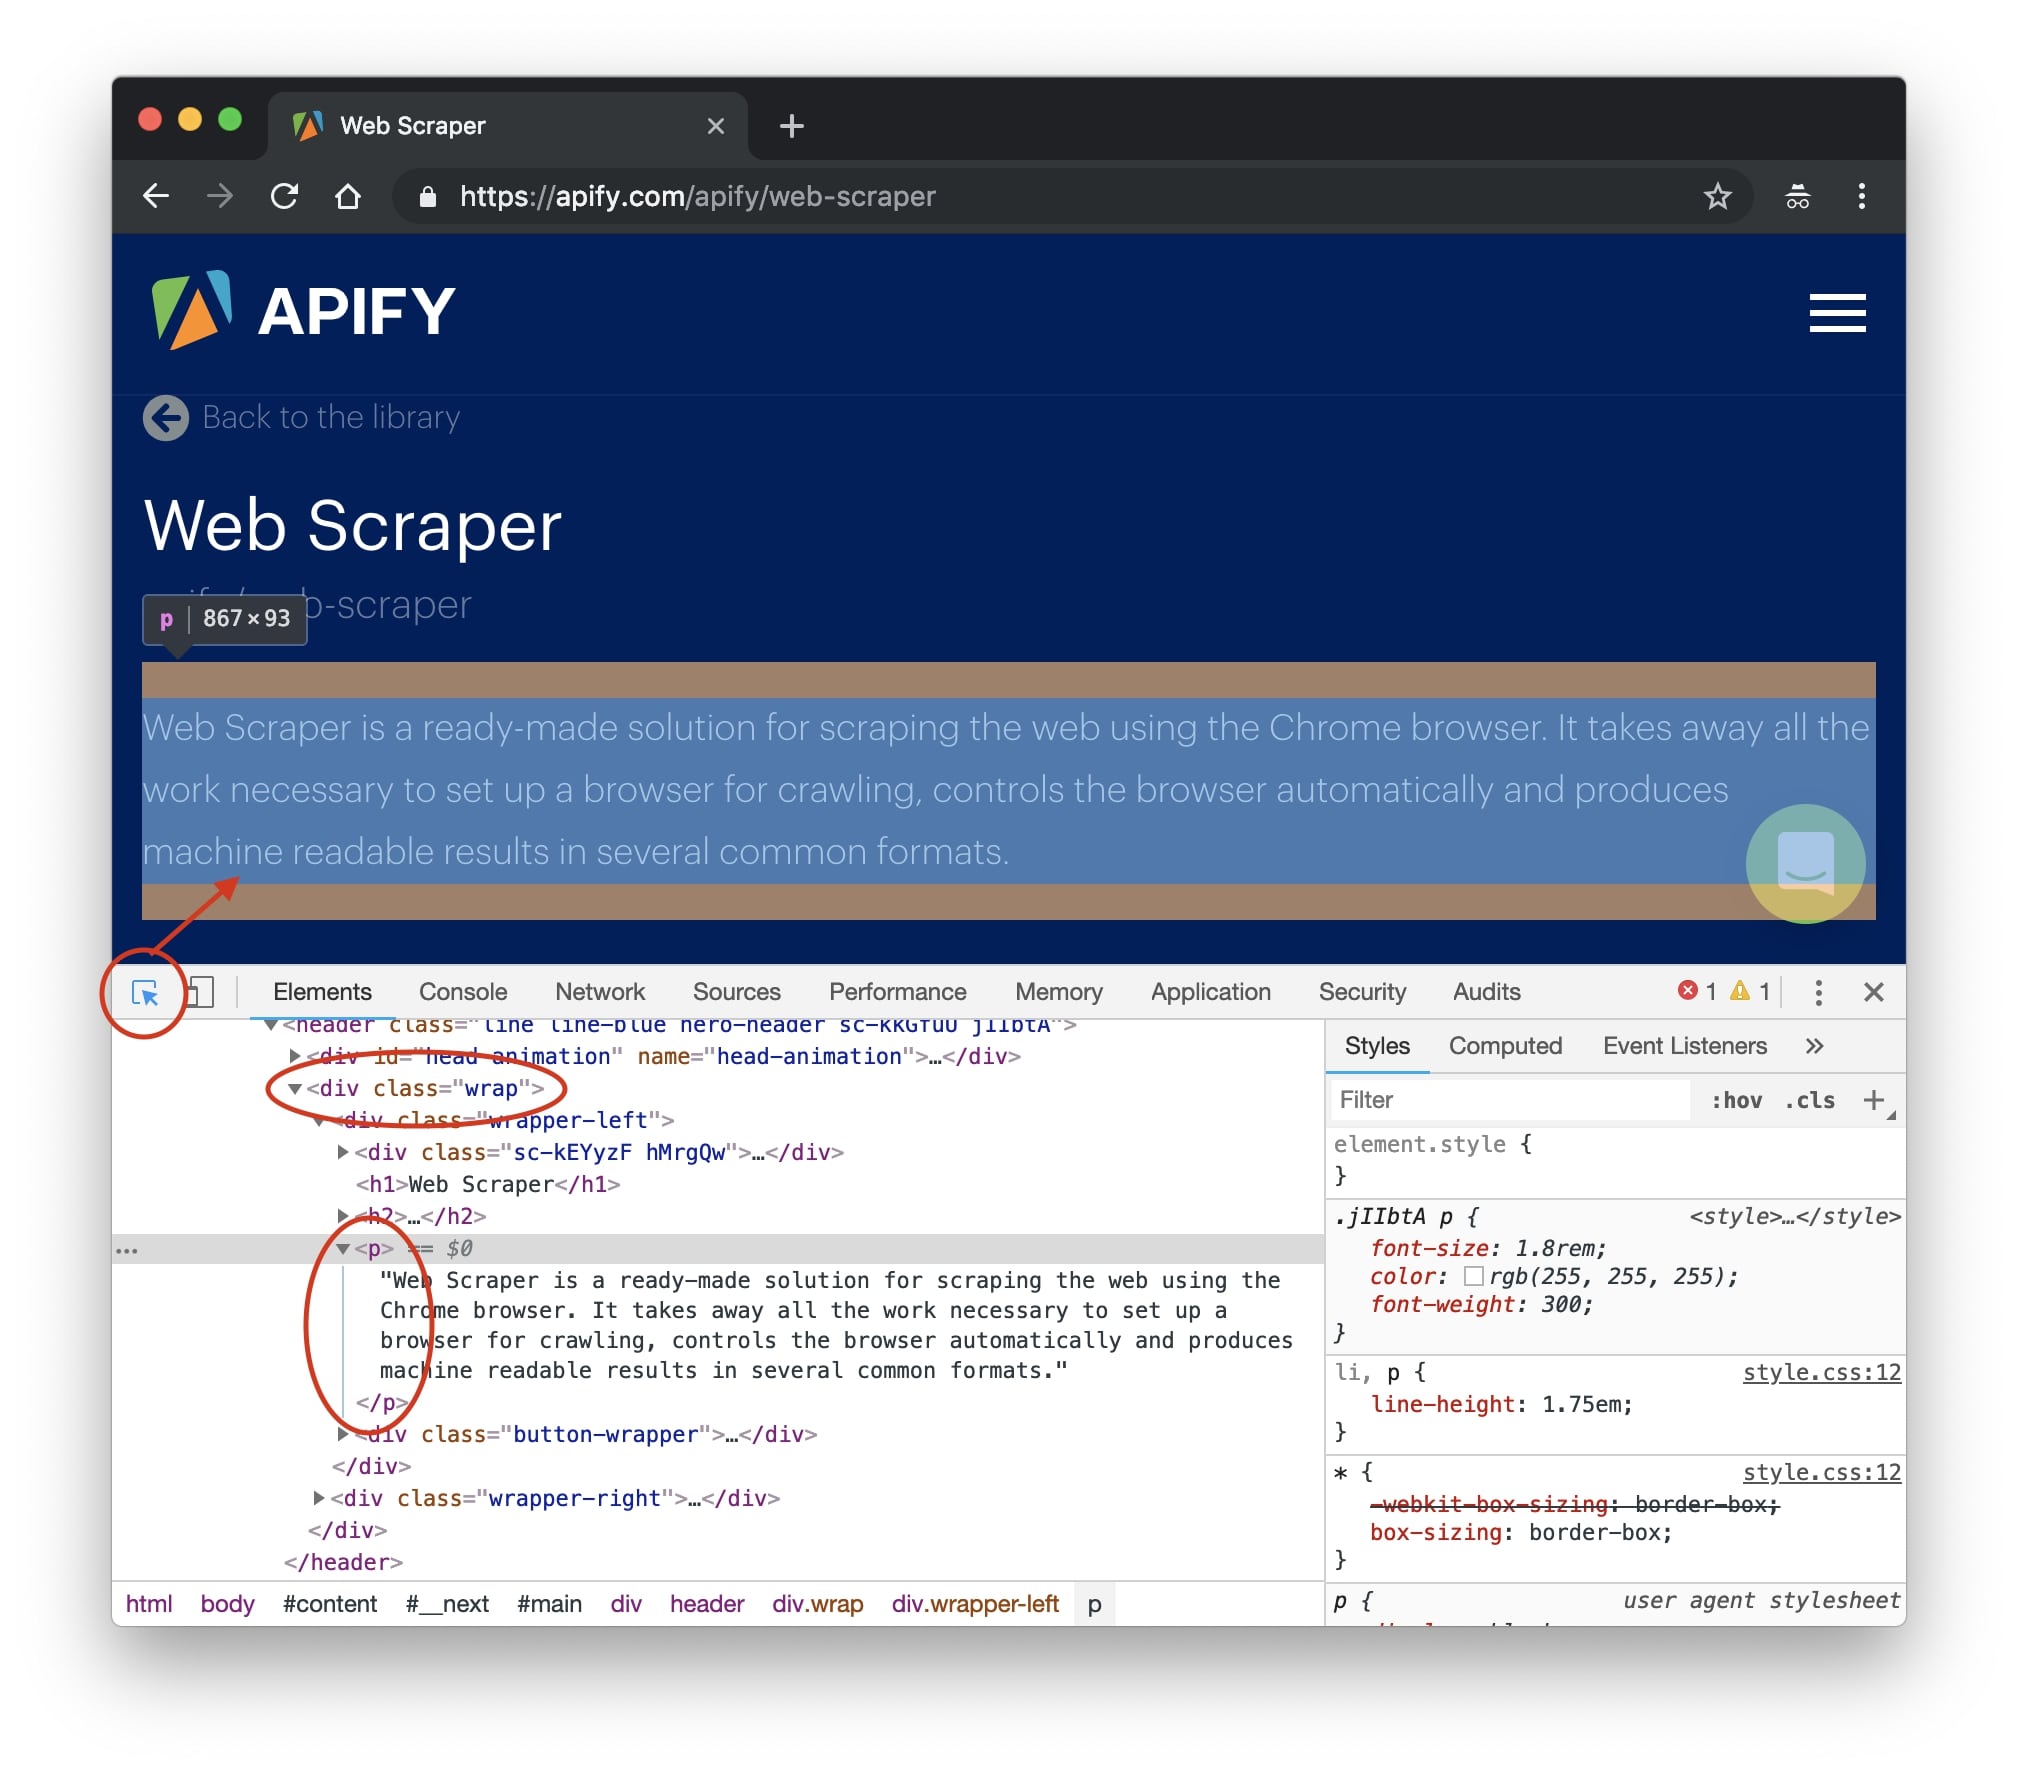 Web Scraper
https://apify.com/apify/web-scraper
APIFY
Back to the library
Web Scraper
b-scraper
p 867×93
Web Scraper is a ready-made solution for scraping the web using the Chrome browser. It takes away all the
work necessary to set up a browser for crawling, controls the browser automatically and produces
machine readable results in several common formats.
Elements Console Network Sources Performance Memory Application Security Audits 1 1
<header class="line line-blue hero-header sc-kkGfuU jIIbtA">
<div id="head-animation" name="head-animation">…</div>
<div class="wrap">
<div class="wrapper-left">
<div class="sc-kEYyzF hMrgQw">…</div>
<h1>Web Scraper</h1>
<h2>…</h2>
… <p> == $0
"Web Scraper is a ready-made solution for scraping the web using the
Chrome browser. It takes away all the work necessary to set up a
browser for crawling, controls the browser automatically and produces
machine readable results in several common formats."
</p>
<div class="button-wrapper">…</div>
</div>
<div class="wrapper-right">…</div>
</div>
</header>
html body #content #__next #main div header div.wrap div.wrapper-left p
Styles Computed Event Listeners »
Filter :hov .cls +
element.style {
}
.jIIbtA p { <style>…</style>
font-size: 1.8rem;
color: rgb(255, 255, 255);
font-weight: 300;
}
li, p { style.css:12
line-height: 1.75em;
}
* { style.css:12
-webkit-box-sizing: border-box;
box-sizing: border-box;
}
p { user agent stylesheet